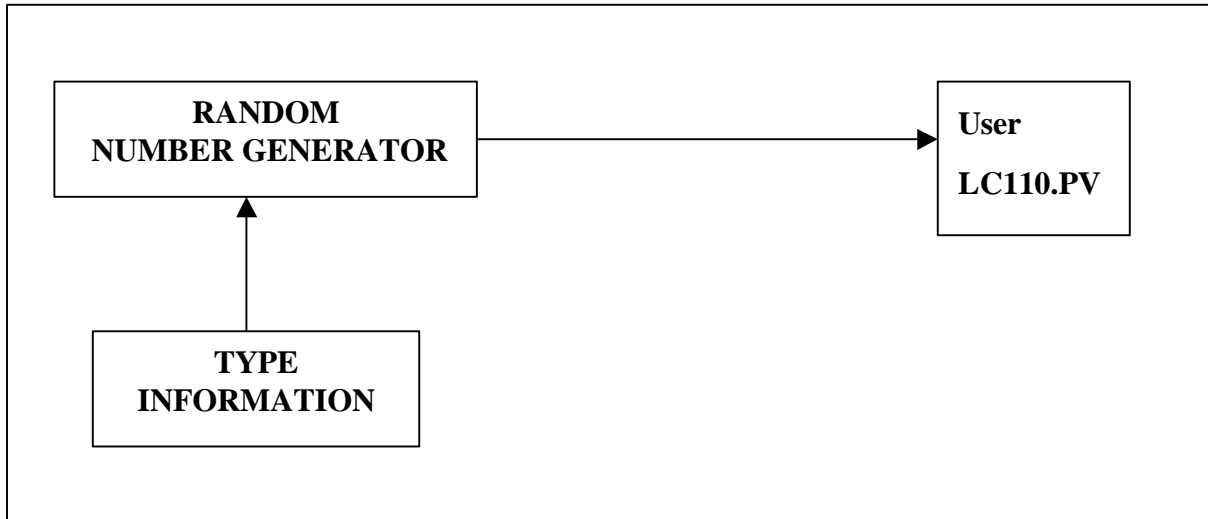 RANDOM
NUMBER GENERATOR
User
LC110.PV
TYPE
INFORMATION